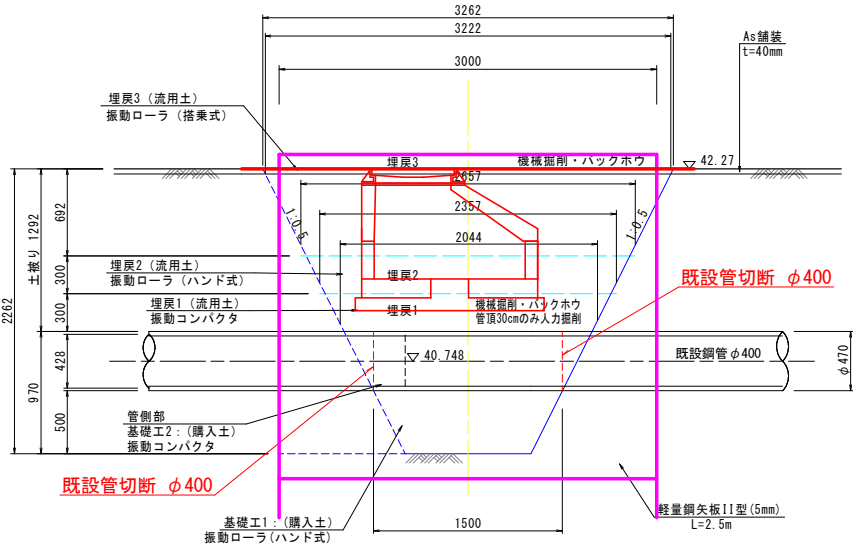 3262
3222
3000
As舗装
t=40mm
埋戻3 (流用土)
振動ローラ (搭乗式)
埋戻3
機械掘削・バックホウ
42.27
2657
2357
2044
1:0.5
1:0.5
2262
土被り 1292
692
300
300
970
428
500
埋戻2 (流用土)
振動ローラ (ハンド式)
埋戻2
埋戻1 (流用土)
振動コンパクタ
埋戻1
機械掘削・バックホウ
管頂30cmのみ人力掘削
既設管切断 φ400
40.748
既設鋼管φ400
φ470
管側部
基礎工2：(購入土)
振動コンパクタ
既設管切断 φ400
基礎工1：(購入土)
振動ローラ(ハンド式)
1500
軽量鋼矢板II型(5mm)
L=2.5m